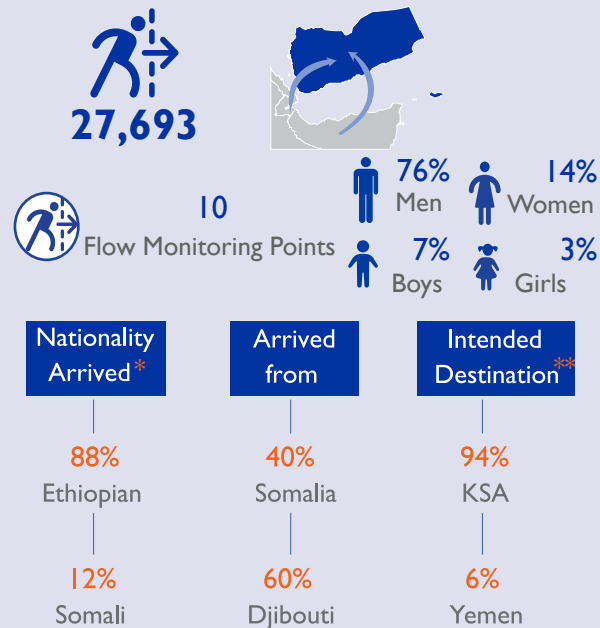 27,693
10
Flow Monitoring Points
76%
Men
14%
Women
7%
Boys
3%
Girls
Nationality
Arrived*
Arrived
from
Intended
Destination**
88%
Ethiopian
40%
Somalia
94%
KSA
12%
Somali
60%
Djibouti
6%
Yemen